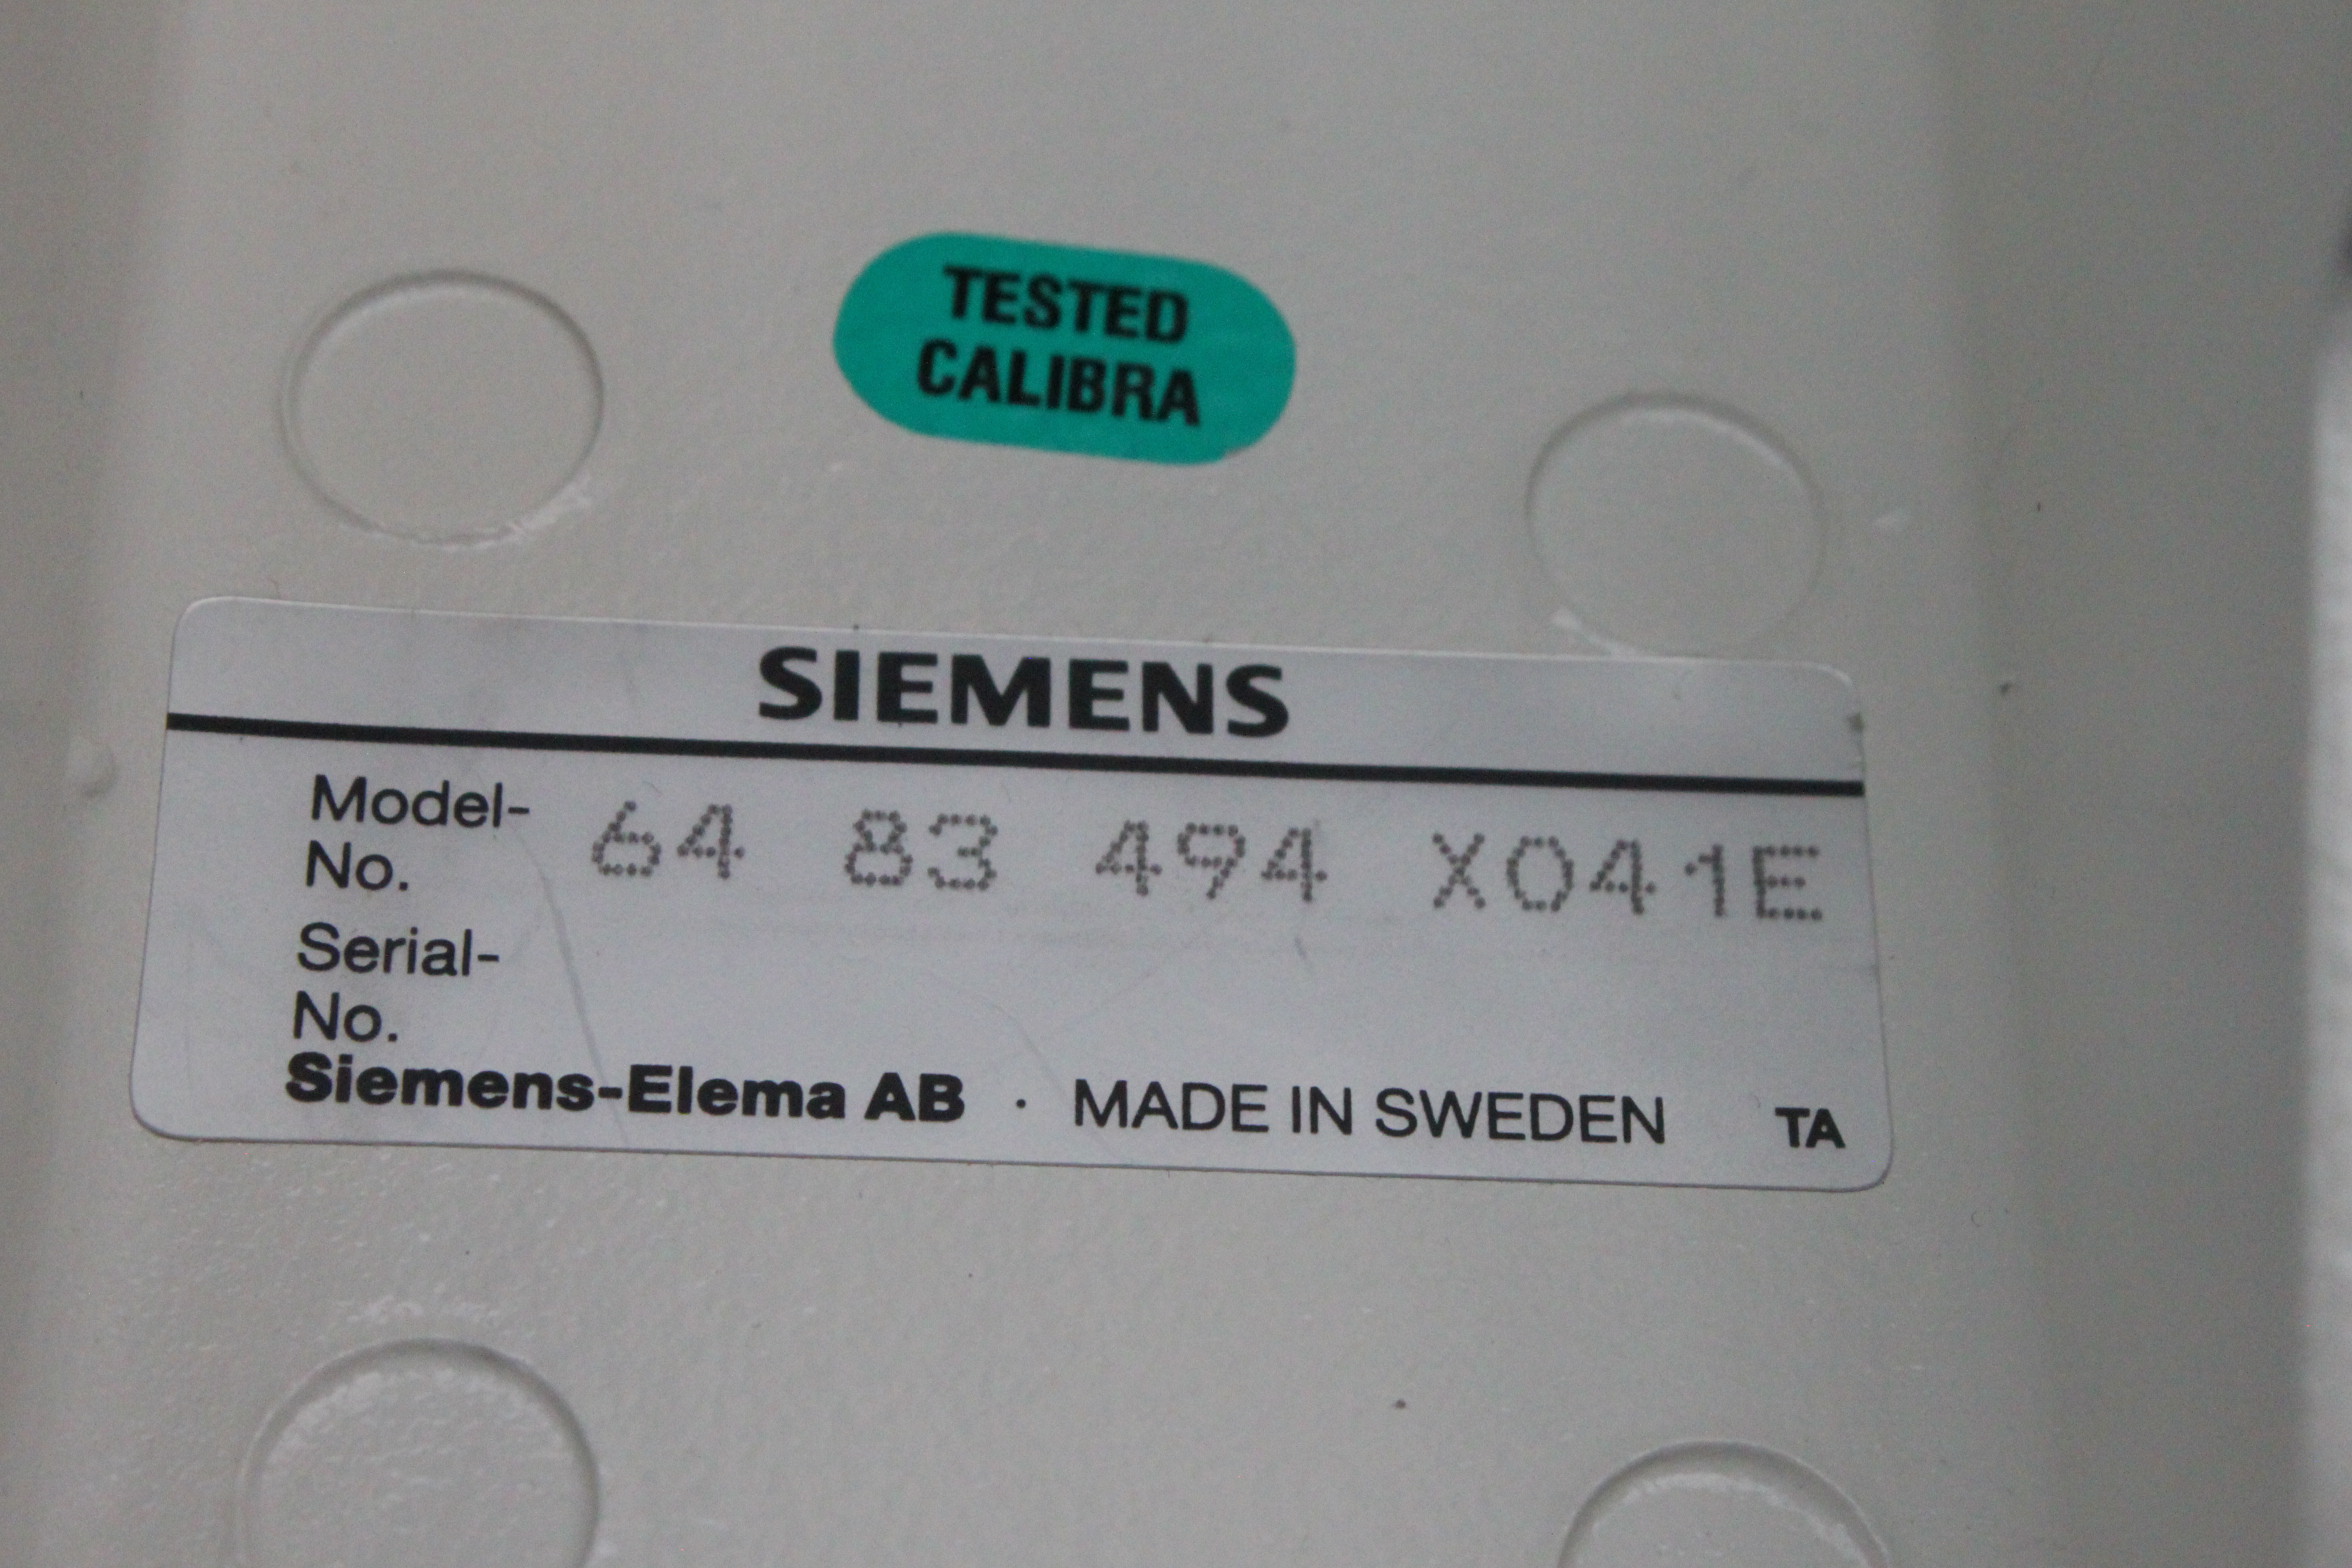 TESTED
CALIBRA
SIEMENS
Model-
No. 64 83 494 X041E
Serial-
No.
Siemens-Elema AB · MADE IN SWEDEN TA